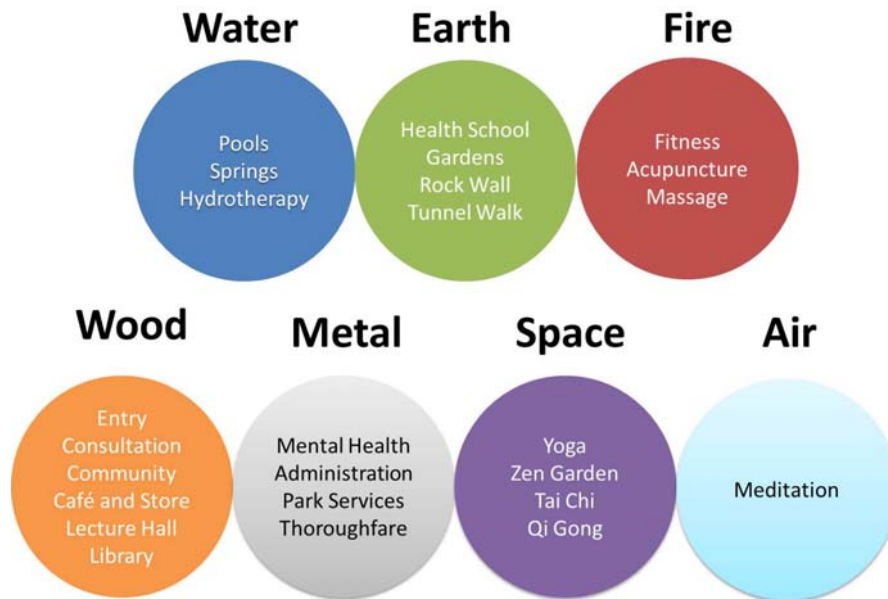 Water
Earth
Fire
Pools
Springs
Hydrotherapy
Health School
Gardens
Rock Wall
Tunnel Walk
Fitness
Acupuncture
Massage
Wood
Metal
Space
Air
Entry
Consultation
Community
Café and Store
Lecture Hall
Library
Mental Health
Administration
Park Services
Thoroughfare
Yoga
Zen Garden
Tai Chi
Qi Gong
Meditation